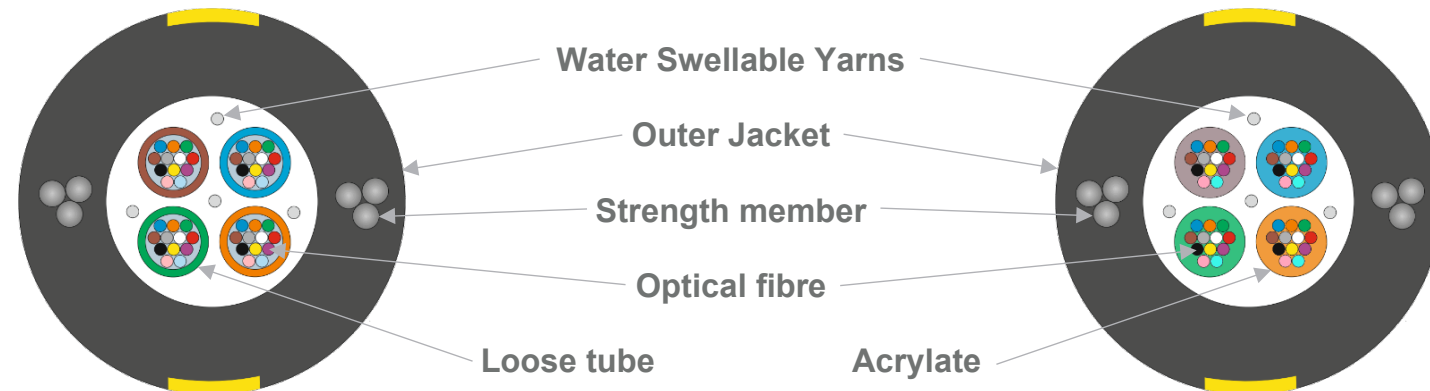 Water Swellable Yarns
Outer Jacket
Strength member
Optical fibre
Loose tube
Acrylate